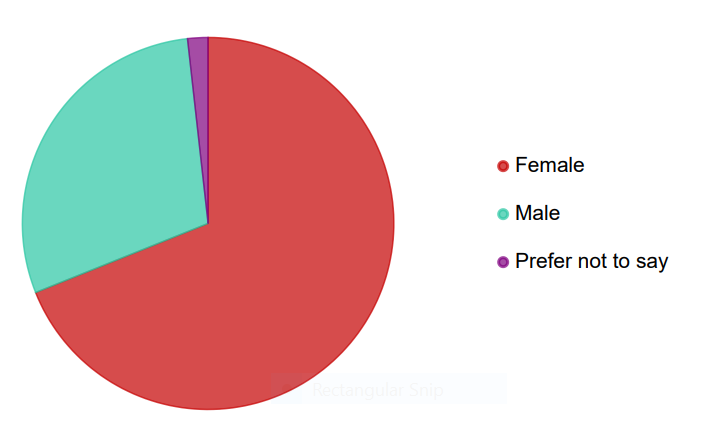 Female
Male
Prefer not to say
Rectangular Snip